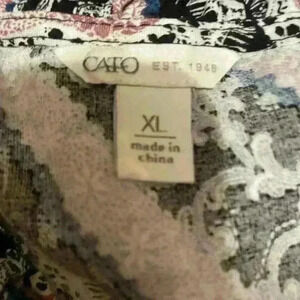 CATO EST. 1946
XL
made in
china